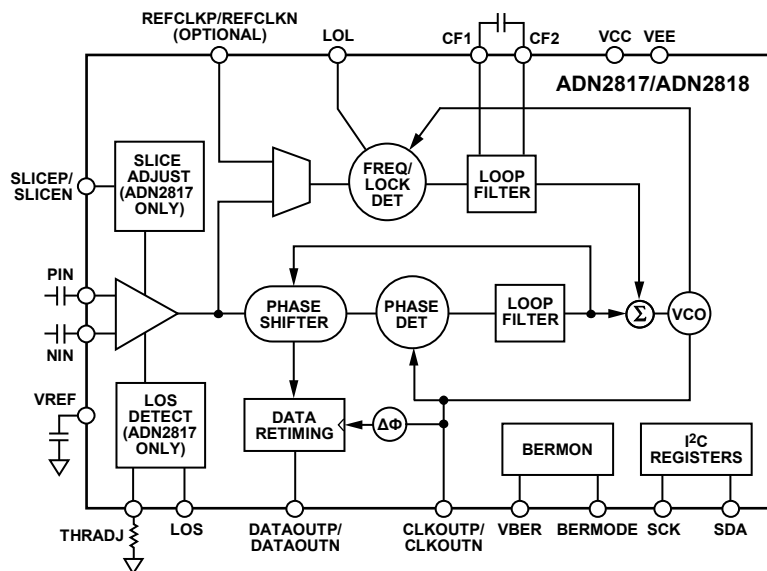 REFCLKP/REFCLKN
(OPTIONAL)
LOL
CF1
CF2
VCC
VEE
ADN2817/ADN2818
SLICEP/
SLICEN
SLICE
ADJUST
(ADN2817
ONLY)
FREQ/
LOCK
DET
LOOP
FILTER
PIN
NIN
PHASE
SHIFTER
PHASE
DET
LOOP
FILTER
Σ
VCO
VREF
LOS
DETECT
(ADN2817
ONLY)
DATA
RETIMING
ΔΦ
BERMON
I²C
REGISTERS
THRADJ
LOS
DATAOUTP/
DATAOUTN
CLKOUTP/
CLKOUTN
VBER
BERMODE
SCK
SDA